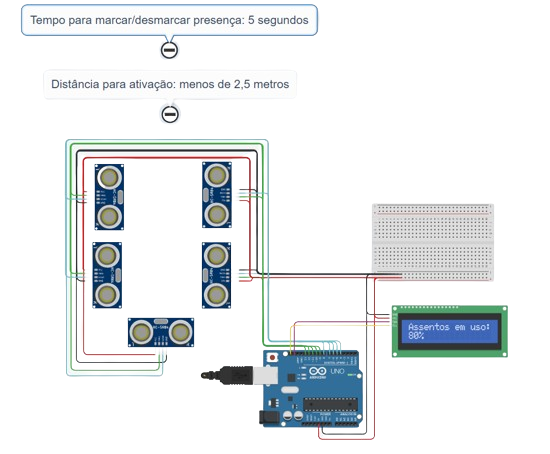 Tempo para marcar/desmarcar presença: 5 segundos
Distância para ativação: menos de 2,5 metros
Assentos em uso:
80%
UNO
ARDUINO